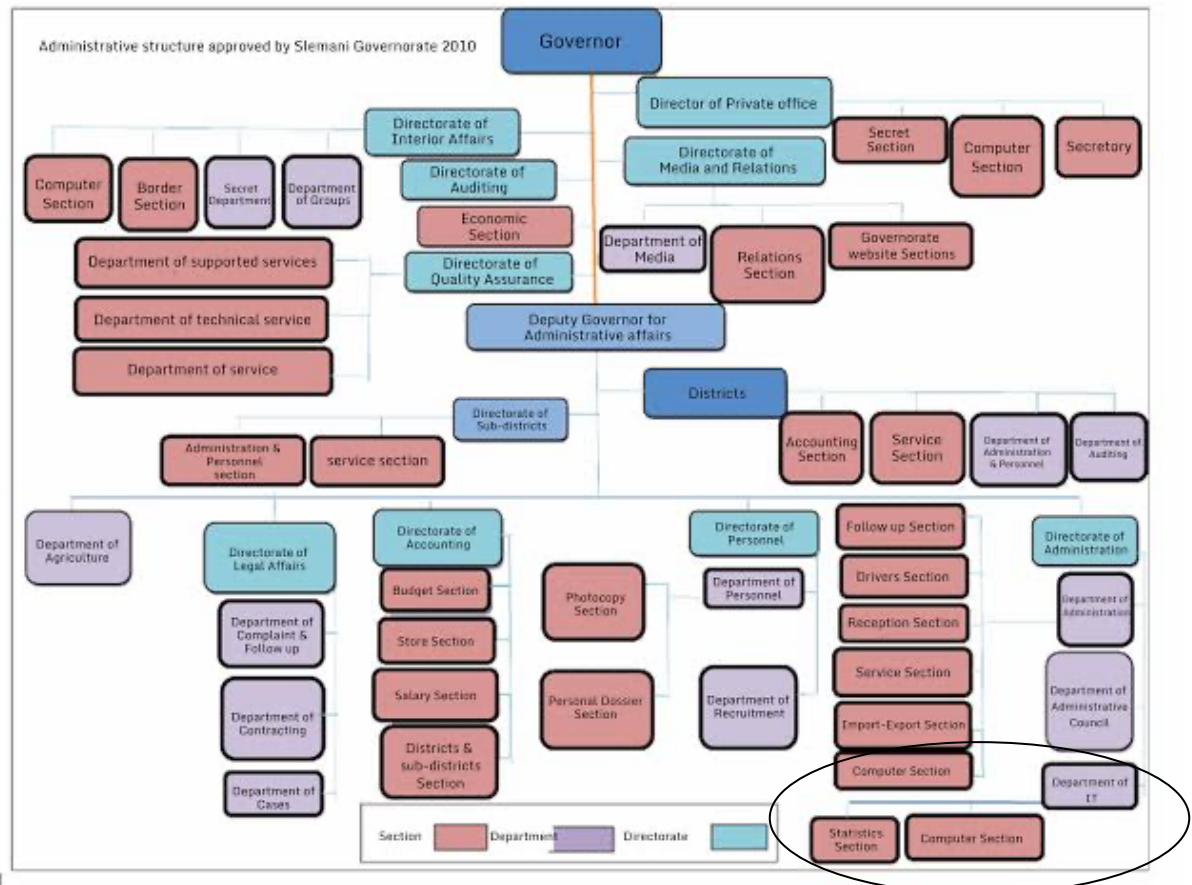 Administrative structure approved by Slemani Governorate 2010
Governor
Director of Private office
Secret
Section
Computer
Section
Secretory
Directorate of
Interior Affairs
Directorate of
Media and Relations
Computer
Section
Border
Section
Secret
Department
Department
of Groups
Directorate of
Auditing
Economic
Section
Directorate of
Quality Assurance
Department of
Media
Relations
Section
Governorate
website Sections
Department of supported services
Department of technical service
Department of service
Deputy Governor for
Administrative affairs
Districts
Directorate of
Sub-districts
Administration &
Personnel
section
service section
Accounting
Section
Service
Section
Department of
Administration
& Personnel
Department of
Auditing
Department of
Agriculture
Directorate of
Legal Affairs
Department of
Complaint &
Follow up
Department of
Contracting
Department of
Cases
Directorate of
Accounting
Budget Section
Store Section
Salary Section
Districts &
sub-districts
Section
Photocopy
Section
Personal Dossier
Section
Directorate of
Personnel
Department of
Personnel
Department of
Recruitment
Follow up Section
Drivers Section
Reception Section
Service Section
Import-Export Section
Computer Section
Directorate of
Administration
Department of
Administration
Department of
Administrative
Council
Department of
IT
Statistics
Section
Computer Section
Section
Department
Directorate